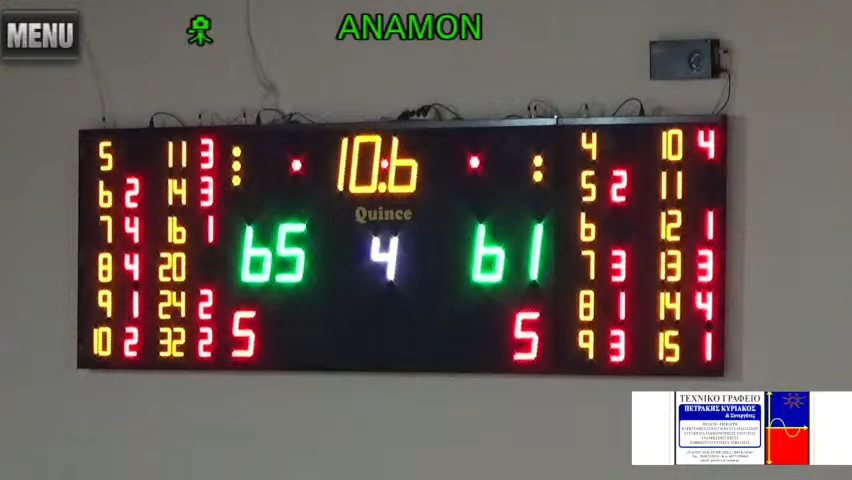 MENU
ANAMON
5 11 3 10:6 4 10 4
6 2 14 3 5 2 11
7 4 16 1 Quince 6 12 1
8 4 20 65 4 61 7 3 13 3
9 1 24 2 8 1 14 4
10 2 32 2 5 5 9 3 15 1
ΤΕΧΝΙΚΟ ΓΡΑΦΕΙΟ
ΠΕΤΡΑΚΗΣ ΚΥΡΙΑΚΟΣ
& Συνεργάτες